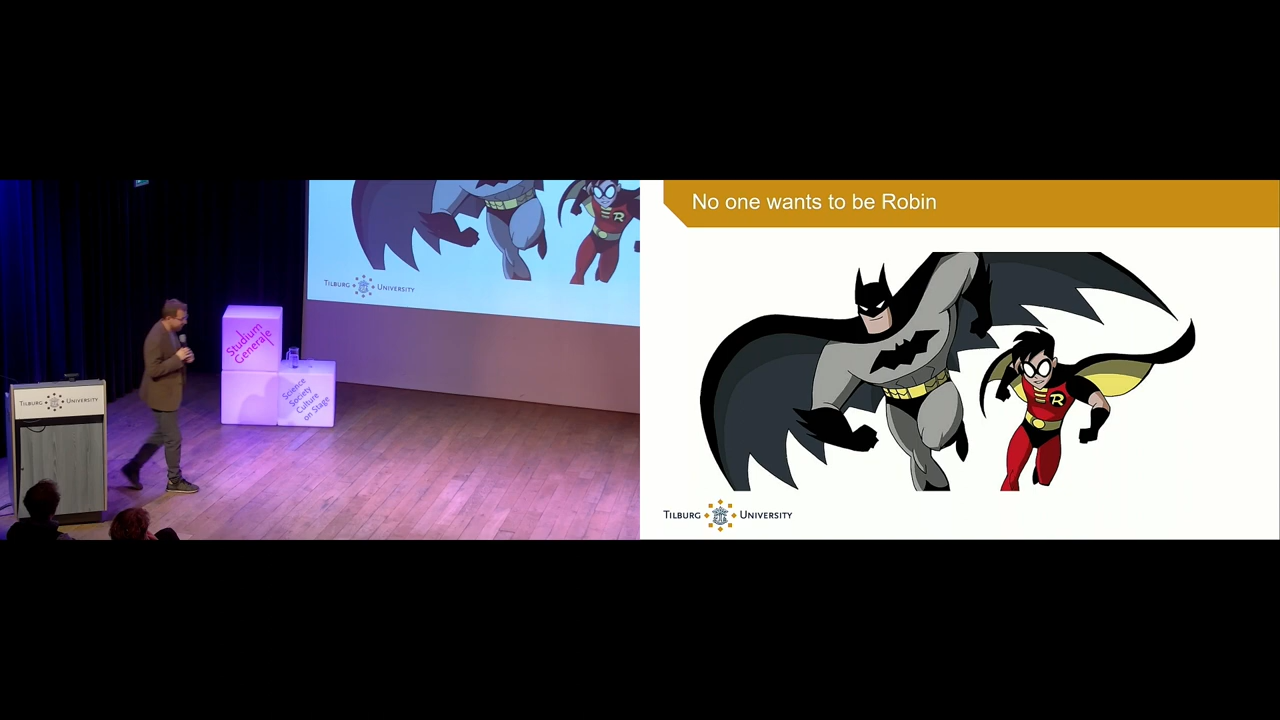 TILBURG UNIVERSITY
Studium
Generale
Science
Society
Culture
on Stage
TILBURG UNIVERSITY
No one wants to be Robin
R
TILBURG UNIVERSITY